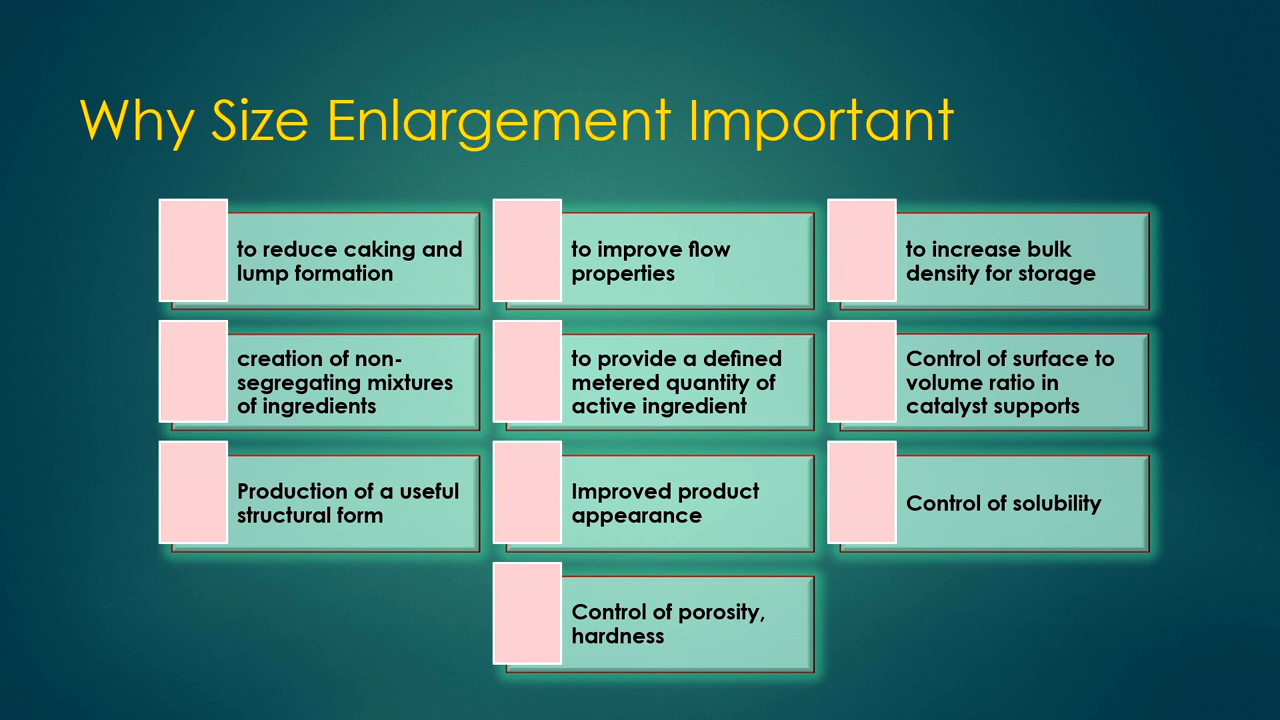 Why Size Enlargement Important
to reduce caking and
lump formation
to improve flow
properties
to increase bulk
density for storage
creation of non-
segregating mixtures
of ingredients
to provide a defined
metered quantity of
active ingredient
Control of surface to
volume ratio in
catalyst supports
Production of a useful
structural form
Improved product
appearance
Control of solubility
Control of porosity,
hardness